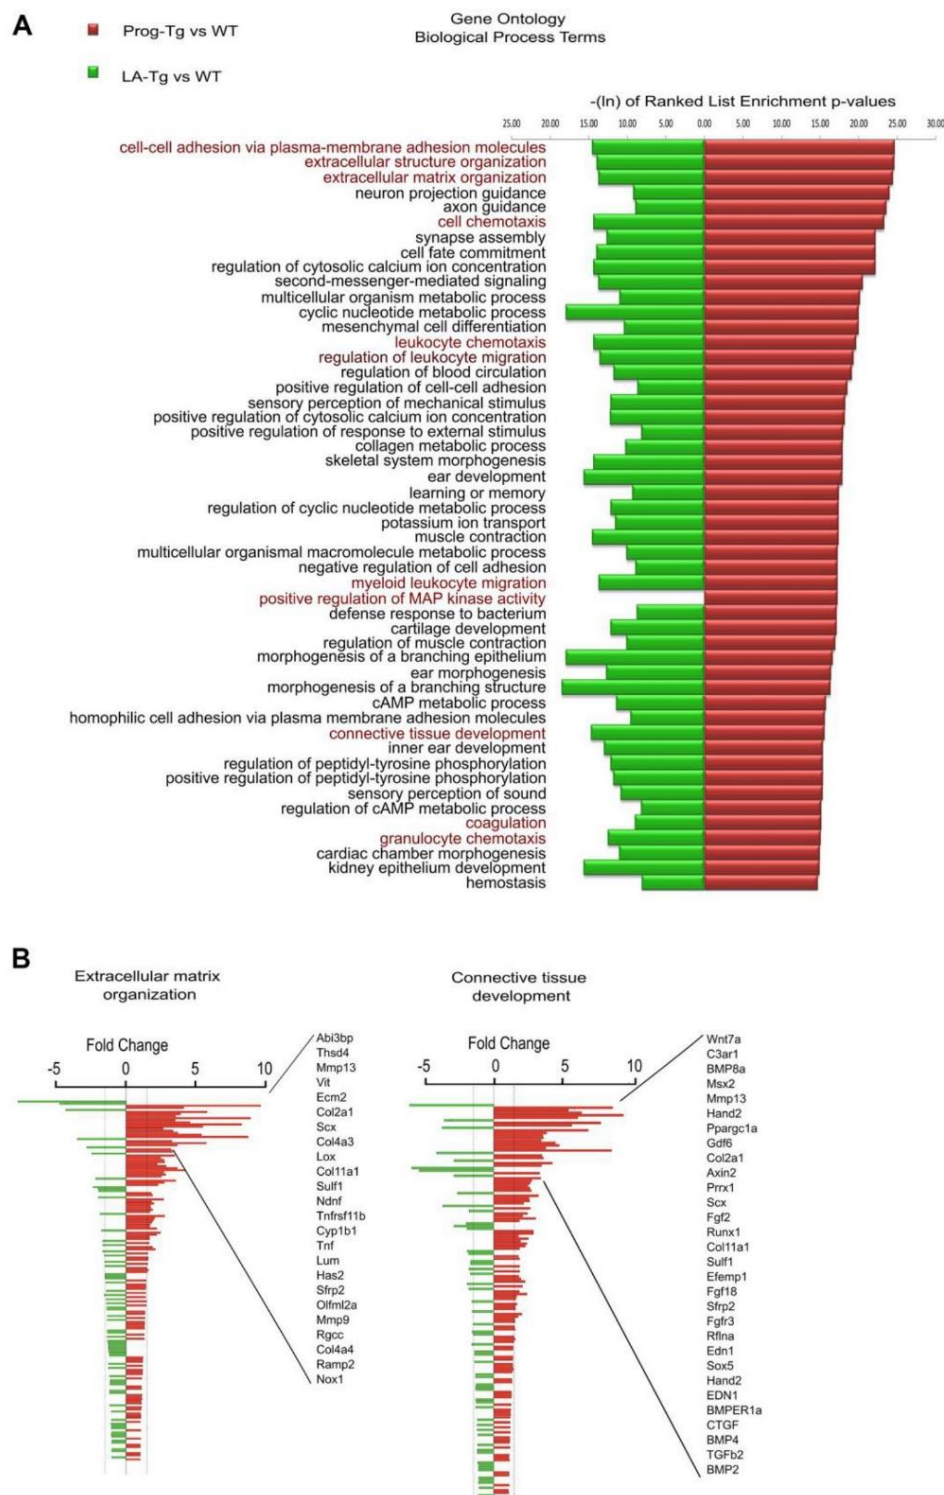 A
Prog-Tg vs WT
LA-Tg vs WT
Gene Ontology
Biological Process Terms
-(ln) of Ranked List Enrichment p-values
25.00 20.00 15.00 10.00 5.00 0.00 5.00 10.00 15.00 20.00 25.00 30.00
cell-cell adhesion via plasma-membrane adhesion molecules
extracellular structure organization
extracellular matrix organization
neuron projection guidance
axon guidance
cell chemotaxis
synapse assembly
cell fate commitment
regulation of cytosolic calcium ion concentration
second-messenger-mediated signaling
multicellular organism metabolic process
cyclic nucleotide metabolic process
mesenchymal cell differentiation
leukocyte chemotaxis
regulation of leukocyte migration
regulation of blood circulation
positive regulation of cell-cell adhesion
sensory perception of mechanical stimulus
positive regulation of cytosolic calcium ion concentration
positive regulation of response to external stimulus
collagen metabolic process
skeletal system morphogenesis
ear development
learning or memory
regulation of cyclic nucleotide metabolic process
potassium ion transport
muscle contraction
multicellular organismal macromolecule metabolic process
negative regulation of cell adhesion
myeloid leukocyte migration
positive regulation of MAP kinase activity
defense response to bacterium
cartilage development
regulation of muscle contraction
morphogenesis of a branching epithelium
ear morphogenesis
morphogenesis of a branching structure
cAMP metabolic process
homophilic cell adhesion via plasma membrane adhesion molecules
connective tissue development
inner ear development
regulation of peptidyl-tyrosine phosphorylation
positive regulation of peptidyl-tyrosine phosphorylation
sensory perception of sound
regulation of cAMP metabolic process
coagulation
granulocyte chemotaxis
cardiac chamber morphogenesis
kidney epithelium development
hemostasis
B
Extracellular matrix
organization
Fold Change
-5 0 5 10
Abi3bp
Thsd4
Mmp13
Vit
Ecm2
Col2a1
Scx
Col4a3
Lox
Col11a1
Sulf1
Ndnf
Tnfrsf11b
Cyp1b1
Tnf
Lum
Has2
Sfrp2
Olfml2a
Mmp9
Rgcc
Col4a4
Ramp2
Nox1
Connective tissue
development
Fold Change
-5 0 5 10
Wnt7a
C3ar1
BMP8a
Msx2
Mmp13
Hand2
Ppargc1a
Gdf6
Col2a1
Axin2
Prrx1
Scx
Fgf2
Runx1
Col11a1
Sulf1
Efemp1
Fgf18
Sfrp2
Fgfr3
Rflna
Edn1
Sox5
Hand2
EDN1
BMPER1a
CTGF
BMP4
TGFb2
BMP2